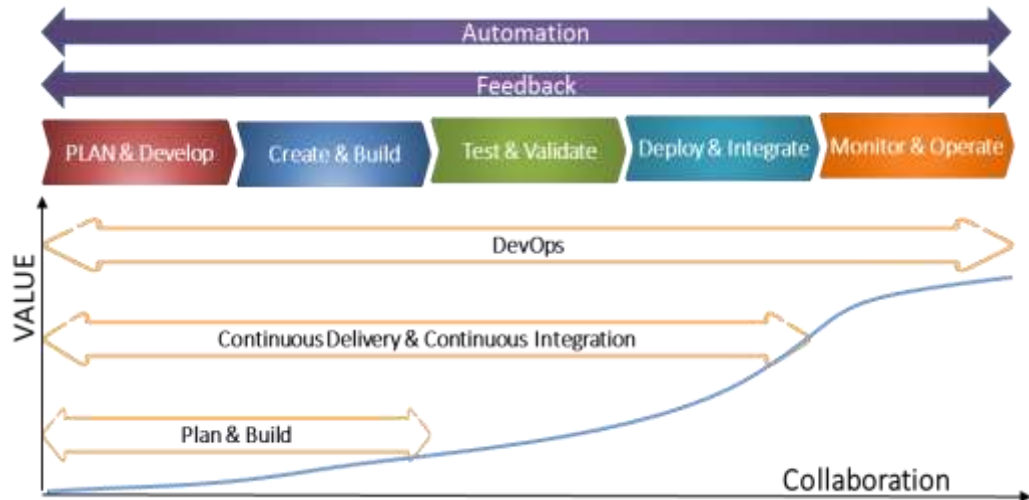 Automation
Feedback
PLAN & Develop
Create & Build
Test & Validate
Deploy & Integrate
Monitor & Operate
DevOps
VALUE
Continuous Delivery & Continuous Integration
Plan & Build
Collaboration